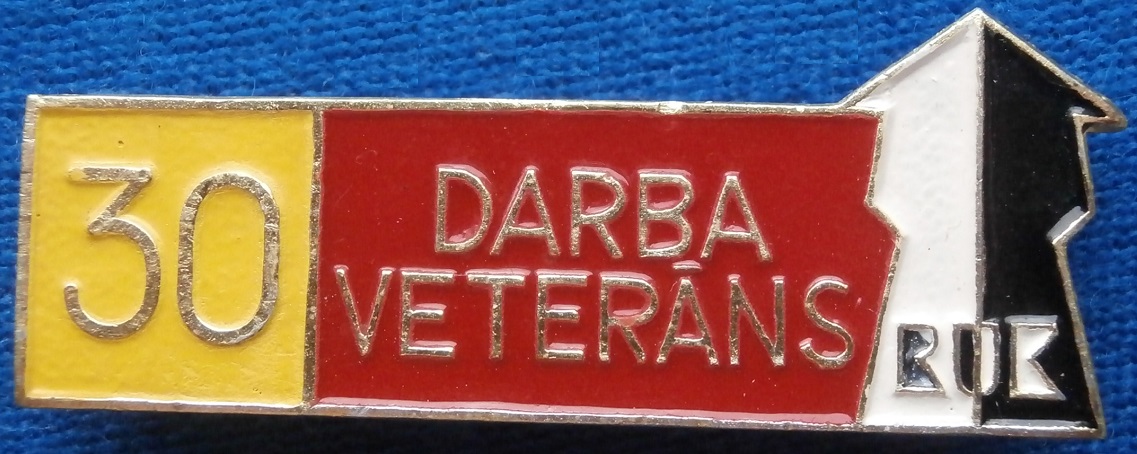 30
DARBA
VETERĀNS
RUK